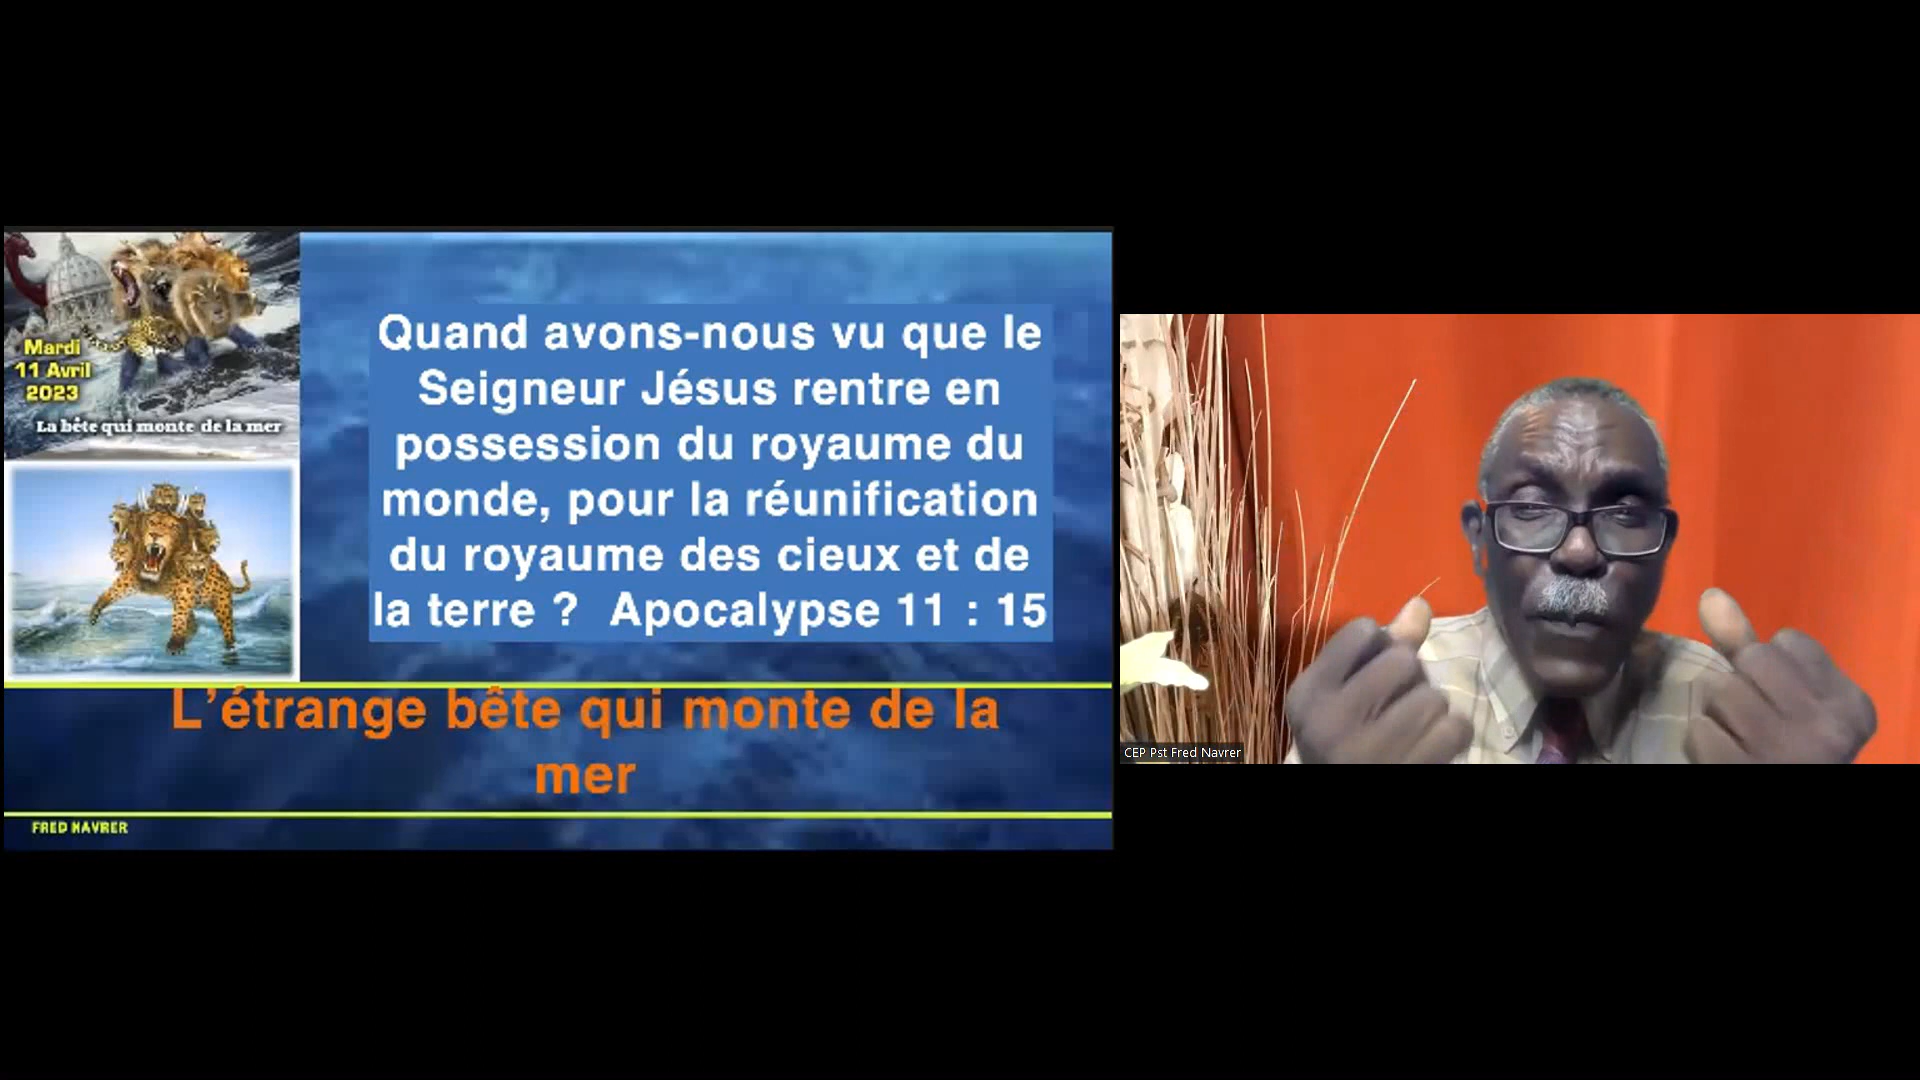 Mardi
11 Avril
2023
La bête qui monte de la mer
Quand avons-nous vu que le
Seigneur Jésus rentre en
possession du royaume du
monde, pour la réunification
du royaume des cieux et de
la terre ? Apocalypse 11 : 15
L'étrange bête qui monte de la
mer
FRED NAVRER
CEP Pst Fred Navrer